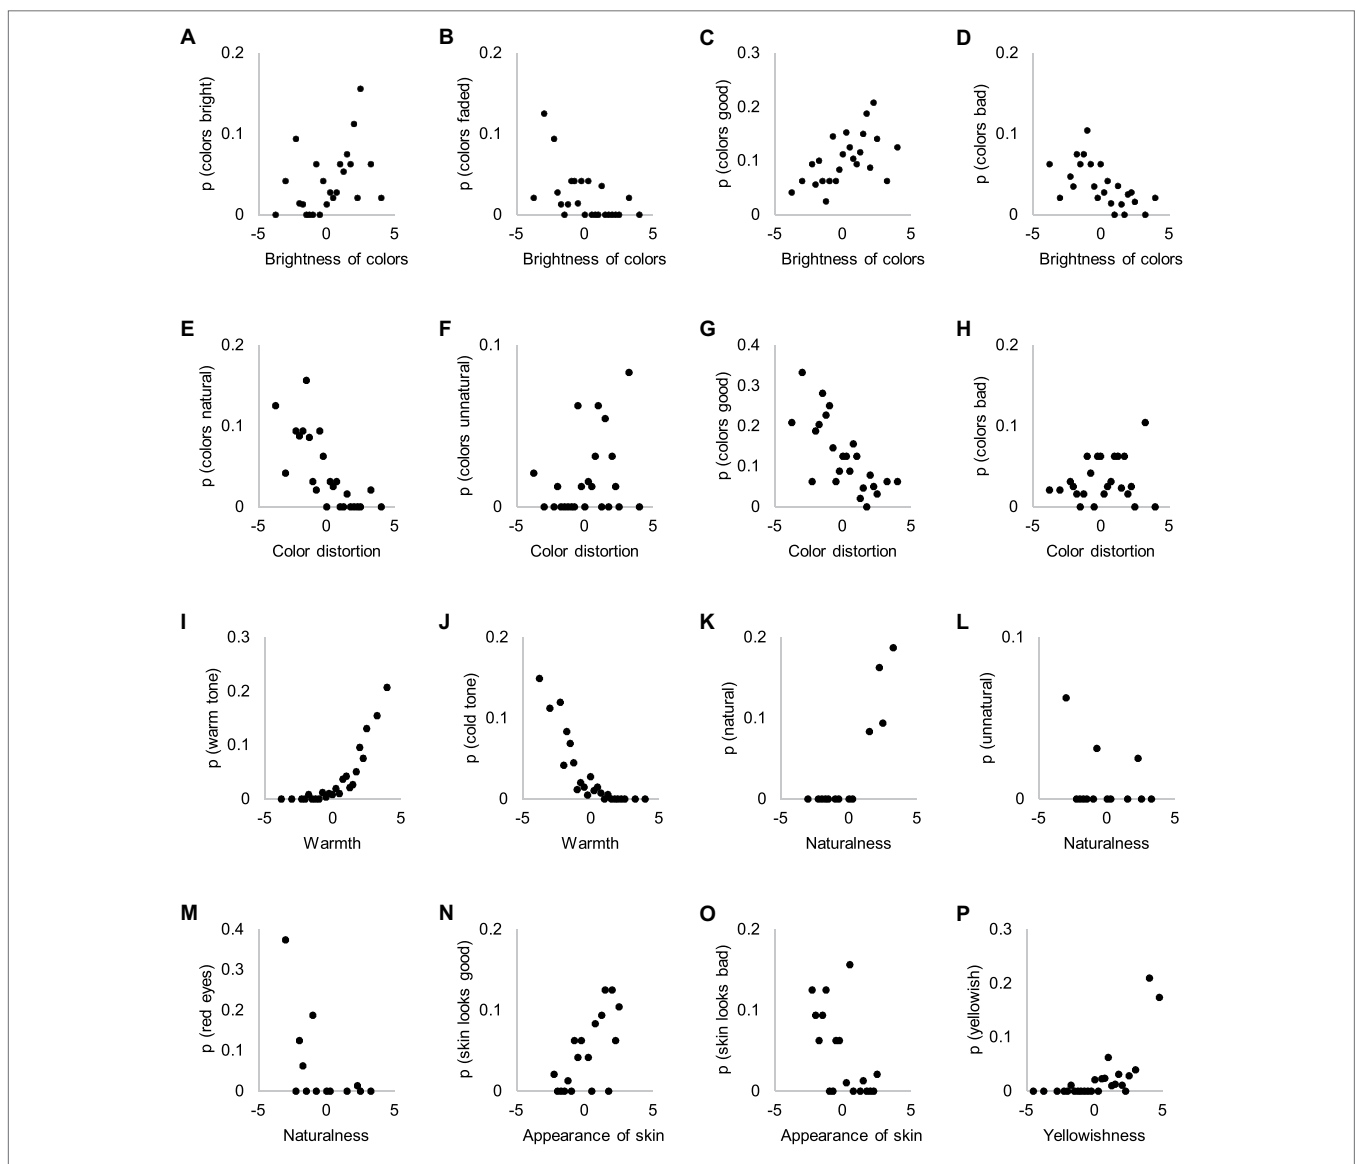 A B C D
0.2 0.2 0.3 0.2
0.2
0.1 0.1 0.1
0.1
0 0 0 0
-5 0 5 -5 0 5 -5 0 5 -5 0 5
p (colors bright) p (colors faded) p (colors good) p (colors bad)
Brightness of colors Brightness of colors Brightness of colors Brightness of colors
E F G H
0.2 0.1 0.4 0.2
0.3
0.1 0.2 0.1
0.1
0 0 0 0
-5 0 5 -5 0 5 -5 0 5 -5 0 5
p (colors natural) p (colors unnatural) p (colors good) p (colors bad)
Color distortion Color distortion Color distortion Color distortion
I J K L
0.3 0.2 0.2 0.1
0.2
0.1 0.1
0.1
0 0 0 0
-5 0 5 -5 0 5 -5 0 5 -5 0 5
p (warm tone) p (cold tone) p (natural) p (unnatural)
Warmth Warmth Naturalness Naturalness
M N O P
0.4 0.2 0.2 0.3
0.3
0.2
0.2 0.1 0.1
0.1
0.1
0 0 0 0
-5 0 5 -5 0 5 -5 0 5 -5 0 5
p (red eyes) p (skin looks good) p (skin looks bad) p (yellowish)
Naturalness Appearance of skin Appearance of skin Yellowishness